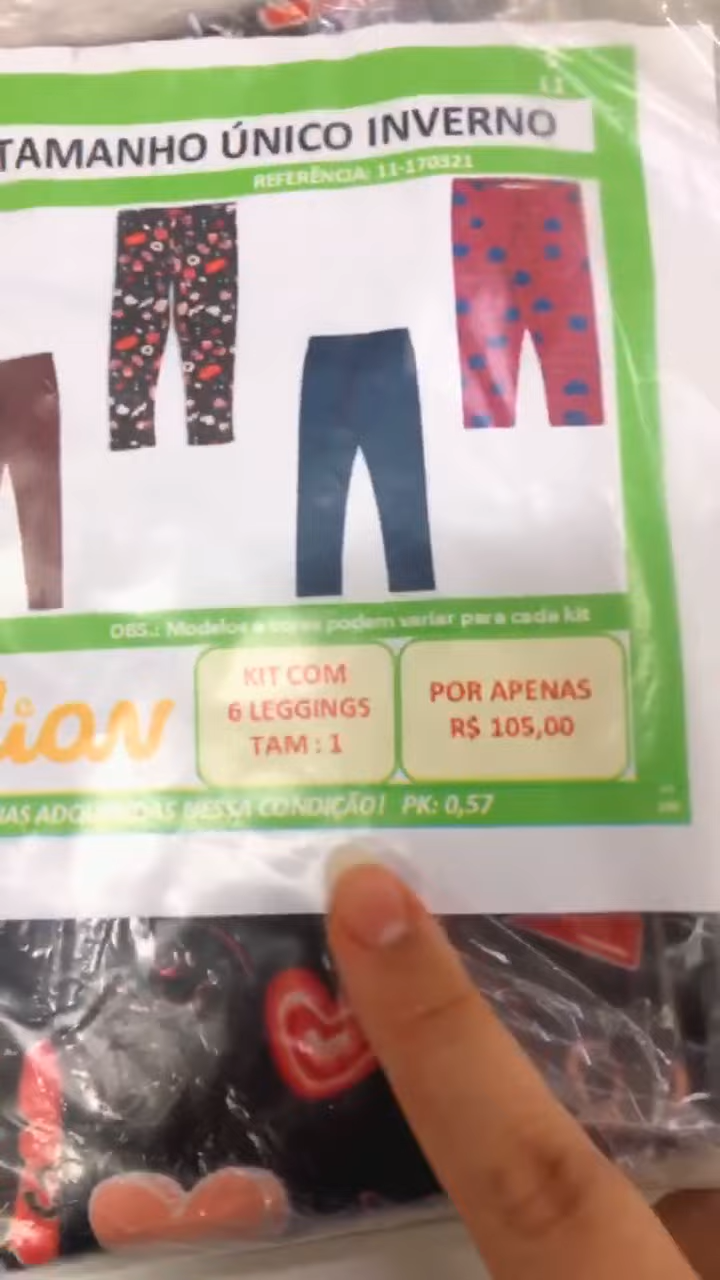 TAMANHO ÚNICO INVERNO
REFERÊNCIA: 11-170321
OBS.: Modelos e cores podem variar para cada kit
KIT COM
6 LEGGINGS
TAM : 1
POR APENAS
R$ 105,00
NESSA CONDIÇÃO! PK: 0,57